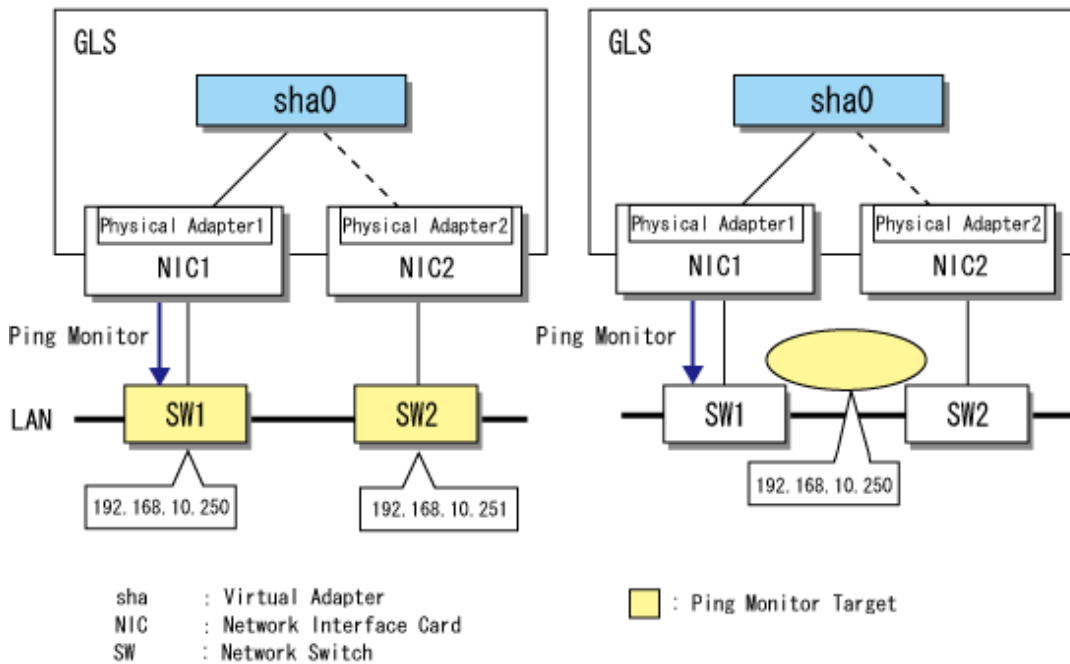 GLS
sha0
Physical Adapter1
Physical Adapter2
NIC1
NIC2
Ping Monitor
LAN
SW1
SW2
192.168.10.250
192.168.10.251
GLS
sha0
Physical Adapter1
Physical Adapter2
NIC1
NIC2
Ping Monitor
SW1
SW2
192.168.10.250
sha : Virtual Adapter
NIC : Network Interface Card
SW : Network Switch
: Ping Monitor Target